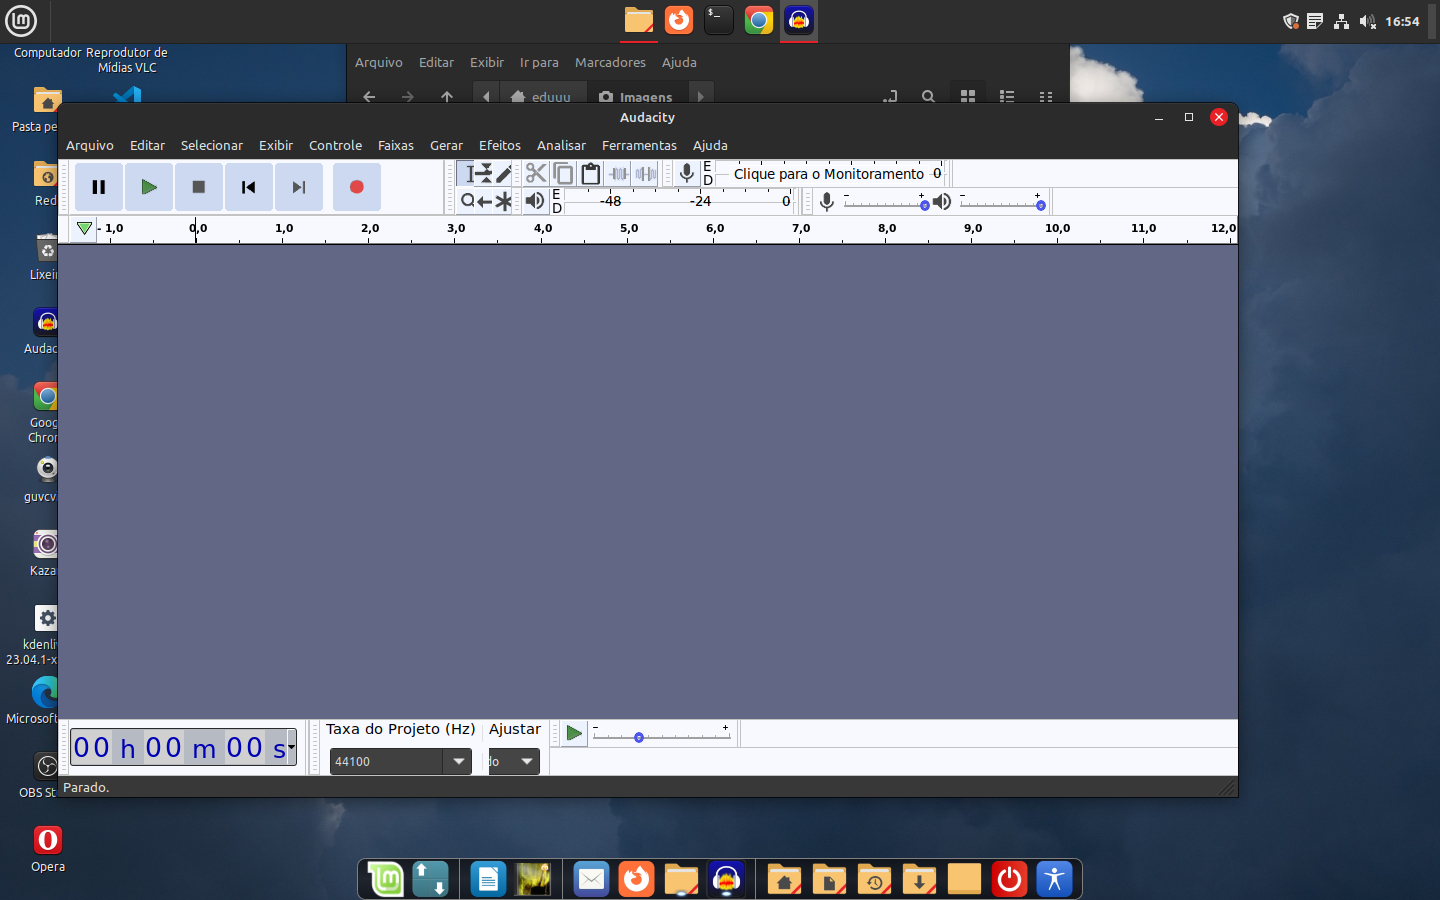 16:54
Computador
Reprodutor de
Mídias VLC
Arquivo Editar Exibir Ir para Marcadores Ajuda
eduuu Imagens
Audacity
Arquivo Editar Selecionar Exibir Controle Faixas Gerar Efeitos Analisar Ferramentas Ajuda
E
D
Clique para o Monitoramento 0
E
D
-48 -24 0
- + - +
- 1,0 0,0 1,0 2,0 3,0 4,0 5,0 6,0 7,0 8,0 9,0 10,0 11,0 12,0
Pasta pe
Red
Lixei
Audac
Goog
Chron
guvcv
Kaza
kdenli
23.04.1-x
Microsoft
OBS St
Opera
Taxa do Projeto (Hz) Ajustar
00 h 00 m 00 s
44100
do
- +
Parado.